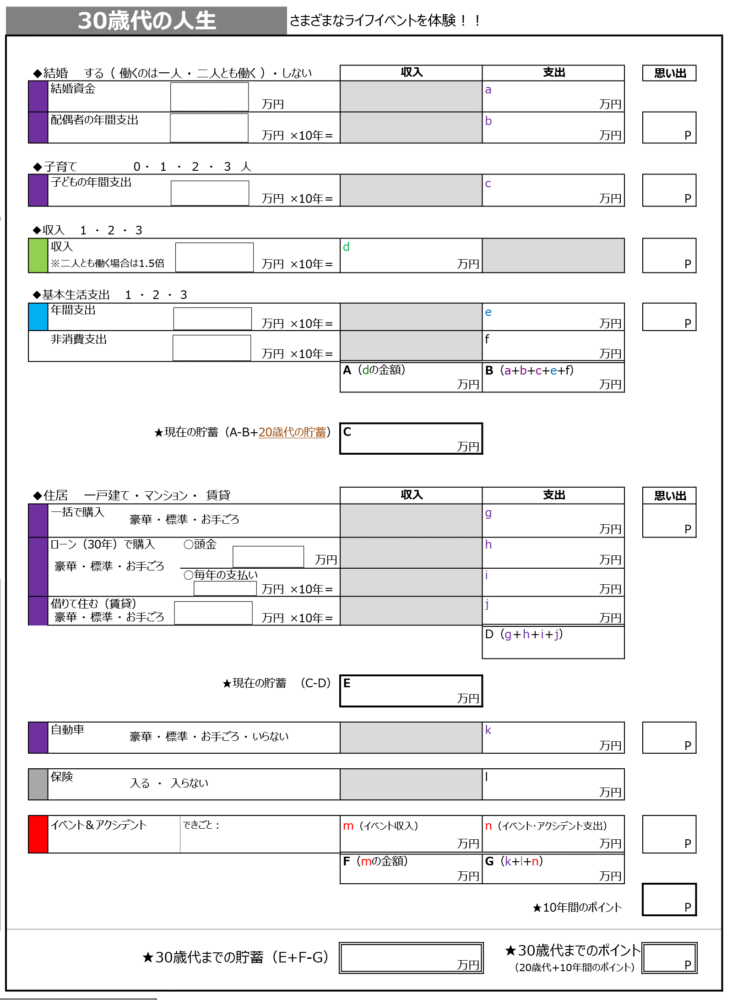 30歳代の人生 さまざまなライフイベントを体験！！
◆結婚 する（ 働くのは一人 ・ 二人とも働く ）・ しない 収入 支出 思い出
結婚資金 万円 a 万円
配偶者の年間支出 万円 ×10年＝ b 万円 P
◆子育て 0 ・ 1 ・ 2 ・ 3 人
子どもの年間支出 万円 ×10年＝ c 万円 P
◆収入 1 ・ 2 ・ 3
収入
※二人とも働く場合は1.5倍 万円 ×10年＝ d 万円 P
◆基本生活支出 1 ・ 2 ・ 3
年間支出 万円 ×10年＝ e 万円 P
非消費支出 万円 ×10年＝ f 万円
A（dの金額） 万円 B（a+b+c+e+f） 万円
★現在の貯蓄（A-B+20歳代の貯蓄） C 万円
◆住居 一戸建て ・ マンション ・ 賃貸 収入 支出 思い出
一括で購入 豪華 ・ 標準 ・ お手ごろ g 万円 P
ローン（30年）で購入 ○頭金 万円 h 万円
豪華 ・ 標準 ・ お手ごろ
○毎年の支払い 万円 ×10年＝ i 万円
借りて住む（賃貸）
豪華 ・ 標準 ・ お手ごろ 万円 ×10年＝ j 万円
D（g+h+i+j）
★現在の貯蓄 （C-D） E 万円
自動車 豪華 ・ 標準 ・ お手ごろ ・ いらない k 万円 P
保険 入る ・ 入らない l 万円
イベント＆アクシデント できごと： m（イベント収入） 万円 n（イベント・アクシデント支出） 万円 P
F（mの金額） 万円 G（k+l+n） 万円
★10年間のポイント P
★30歳代までの貯蓄（E+F-G） 万円 ★30歳代までのポイント P
（20歳代+10年間のポイント）